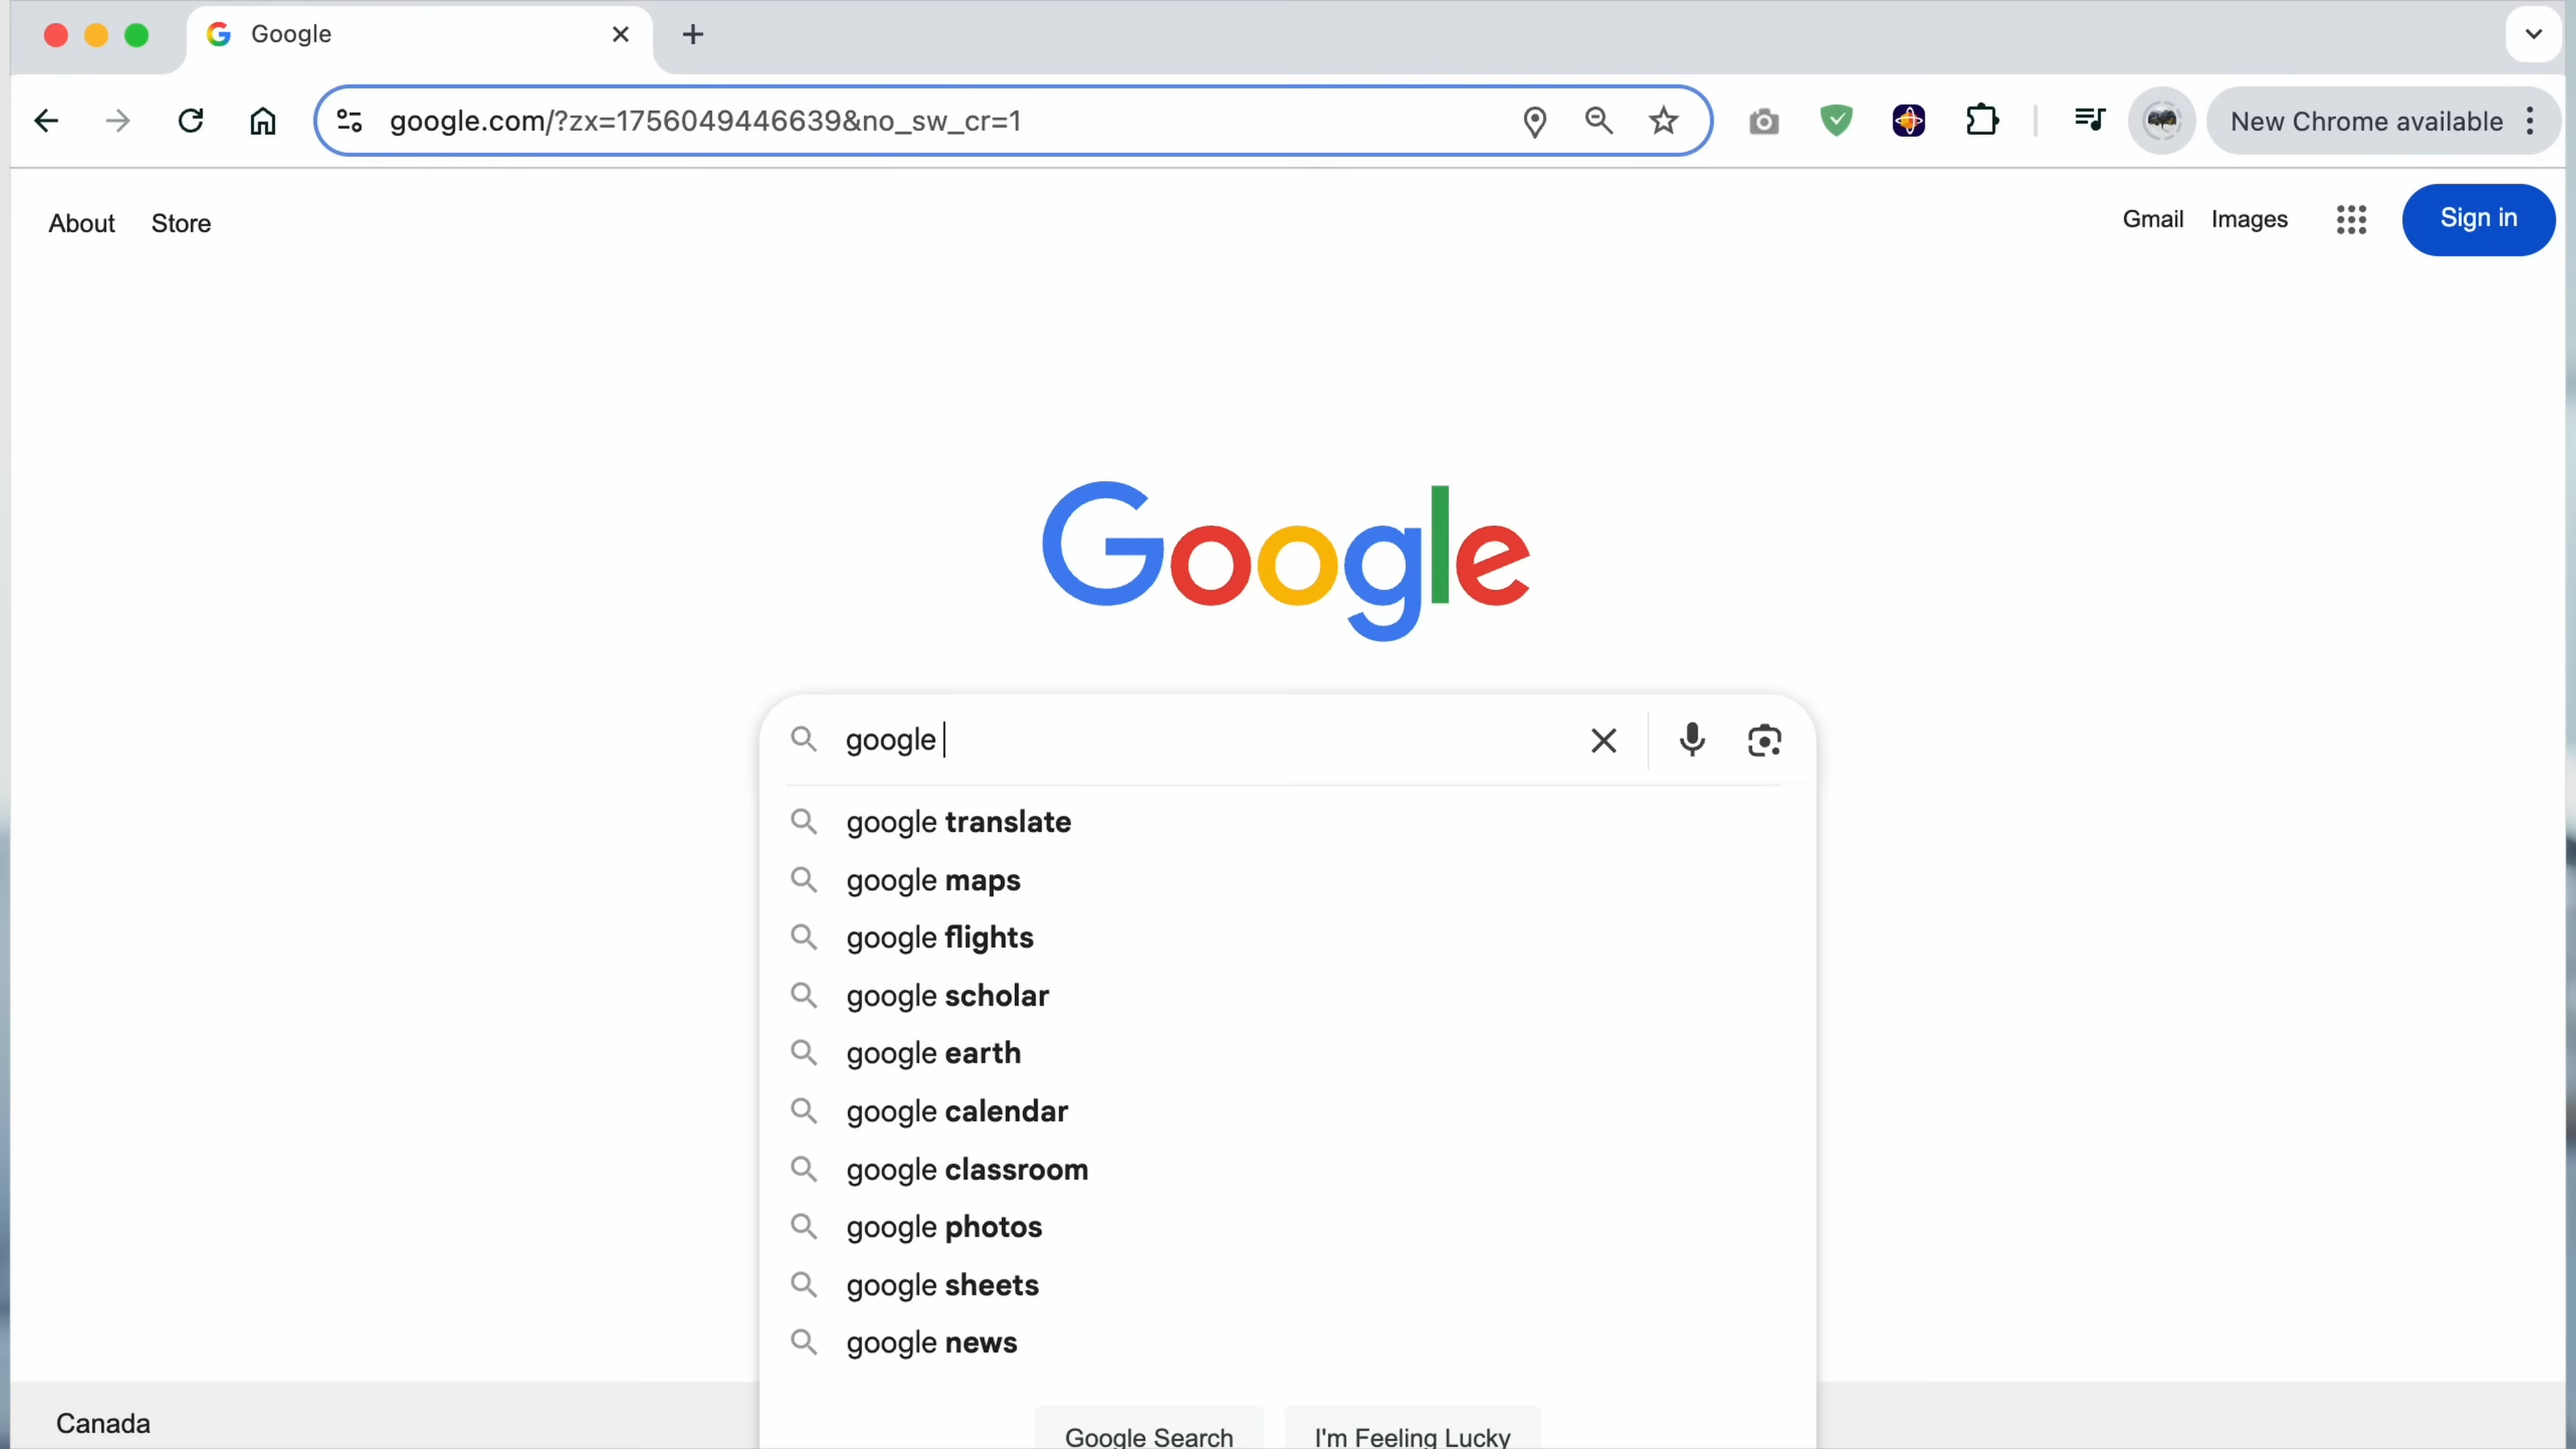 Google
google.com/?zx=1756049446639&no_sw_cr=1
New Chrome available
About Store
Gmail Images Sign in
Google
google
google translate
google maps
google flights
google scholar
google earth
google calendar
google classroom
google photos
google sheets
google news
Canada
Google Search I'm Feeling Lucky